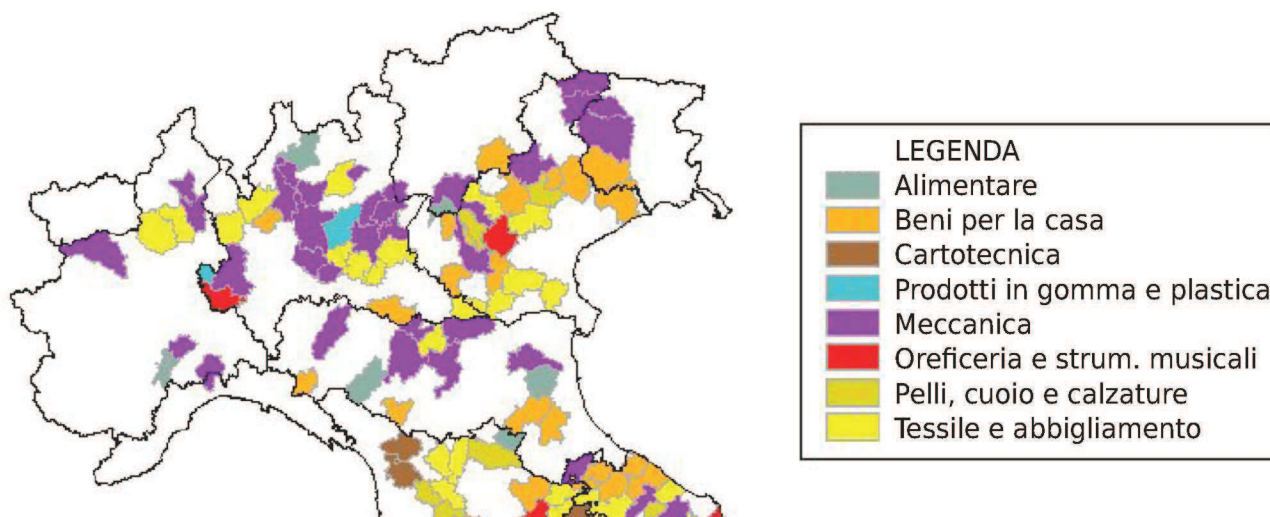 LEGENDA
Alimentare
Beni per la casa
Cartotecnica
Prodotti in gomma e plastica
Meccanica
Oreficeria e strum. musicali
Pelli, cuoio e calzature
Tessile e abbigliamento